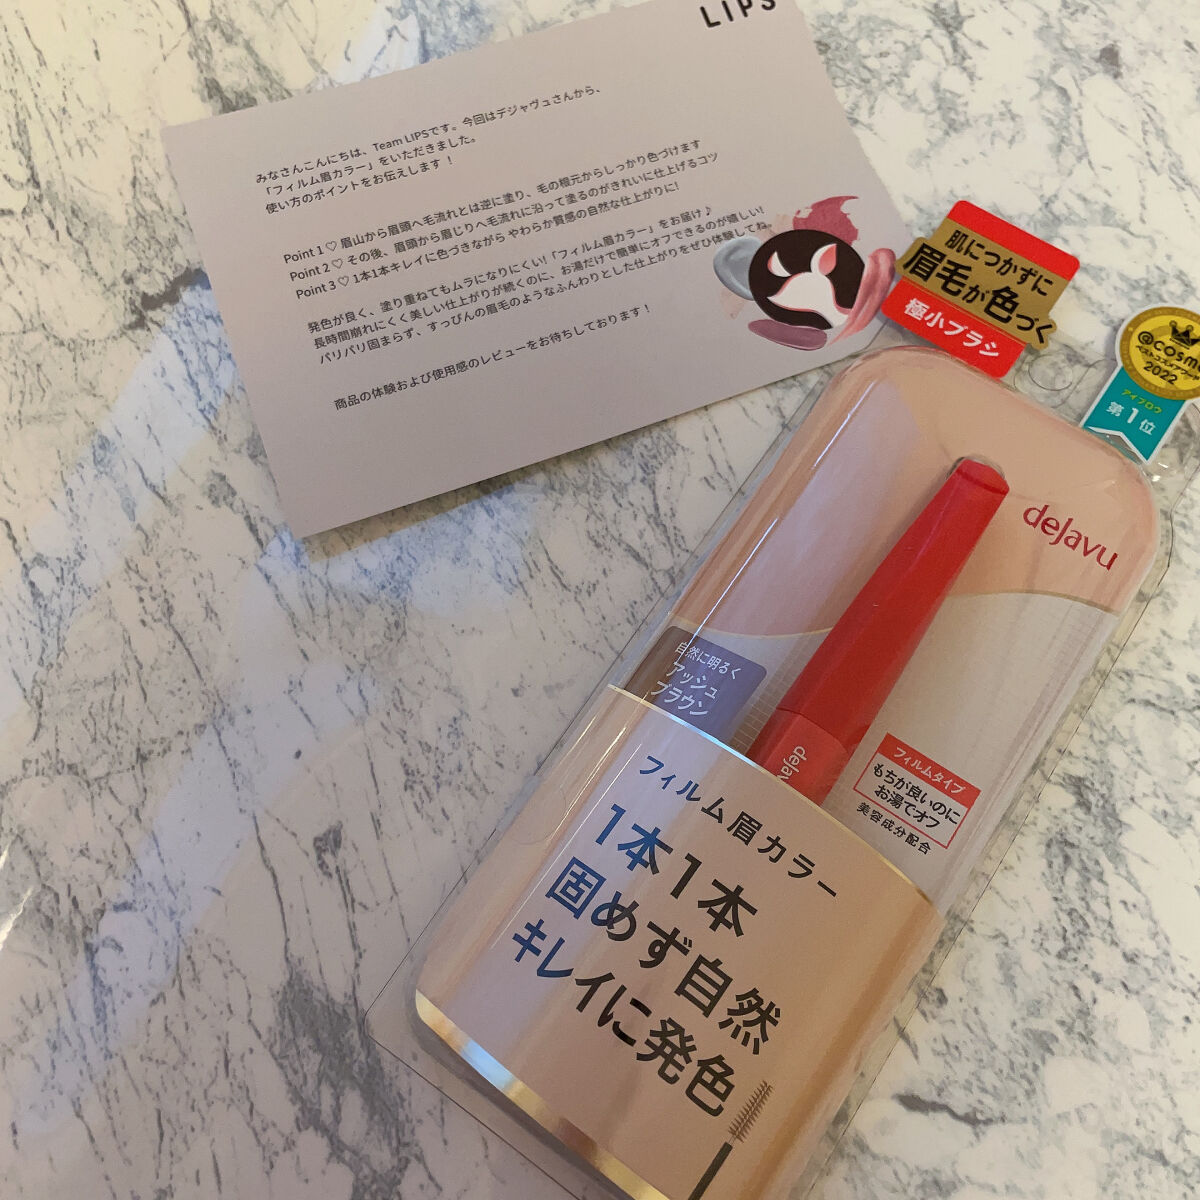 LIPS
みなさんこんにちは、Team LIPSです。今回はデジャヴュさんから、
「フィルム眉カラー」をいただきました。
使い方のポイントをお伝えします！
Point 1 ♡ 眉山から眉頭へ毛流れとは逆に塗り、毛の根元からしっかり色づけます
Point 2 ♡ その後、眉頭から眉じりへ毛流れに沿って塗るのがきれいに仕上げるコツ
Point 3 ♡ 1本1本キレイに色づきながら やわらか質感の自然な仕上がりに!
発色が良く、塗り重ねてもムラになりにくい!「フィルム眉カラー」をお届け♪
長時間崩れにくく美しい仕上がりが続くのに、お湯だけで簡単にオフできるのが嬉しい!
パリパリ固まらず、すっぴんの眉毛のようなふんわりとした仕上がりをぜひ体験してね。
商品の体験および使用感のレビューをお待ちしております！
肌につかずに
眉毛が色づく
極小ブラシ
@cosme
ベストコスメアワード
2022
アイブロウ
第1位
dejavu
自然に明るく
アッシュ
ブラウン
dejav
フィルムタイプ
もちが良いのに
お湯でオフ
美容成分配合
フィルム眉カラー
1本1本
固めず自然
キレイに発色